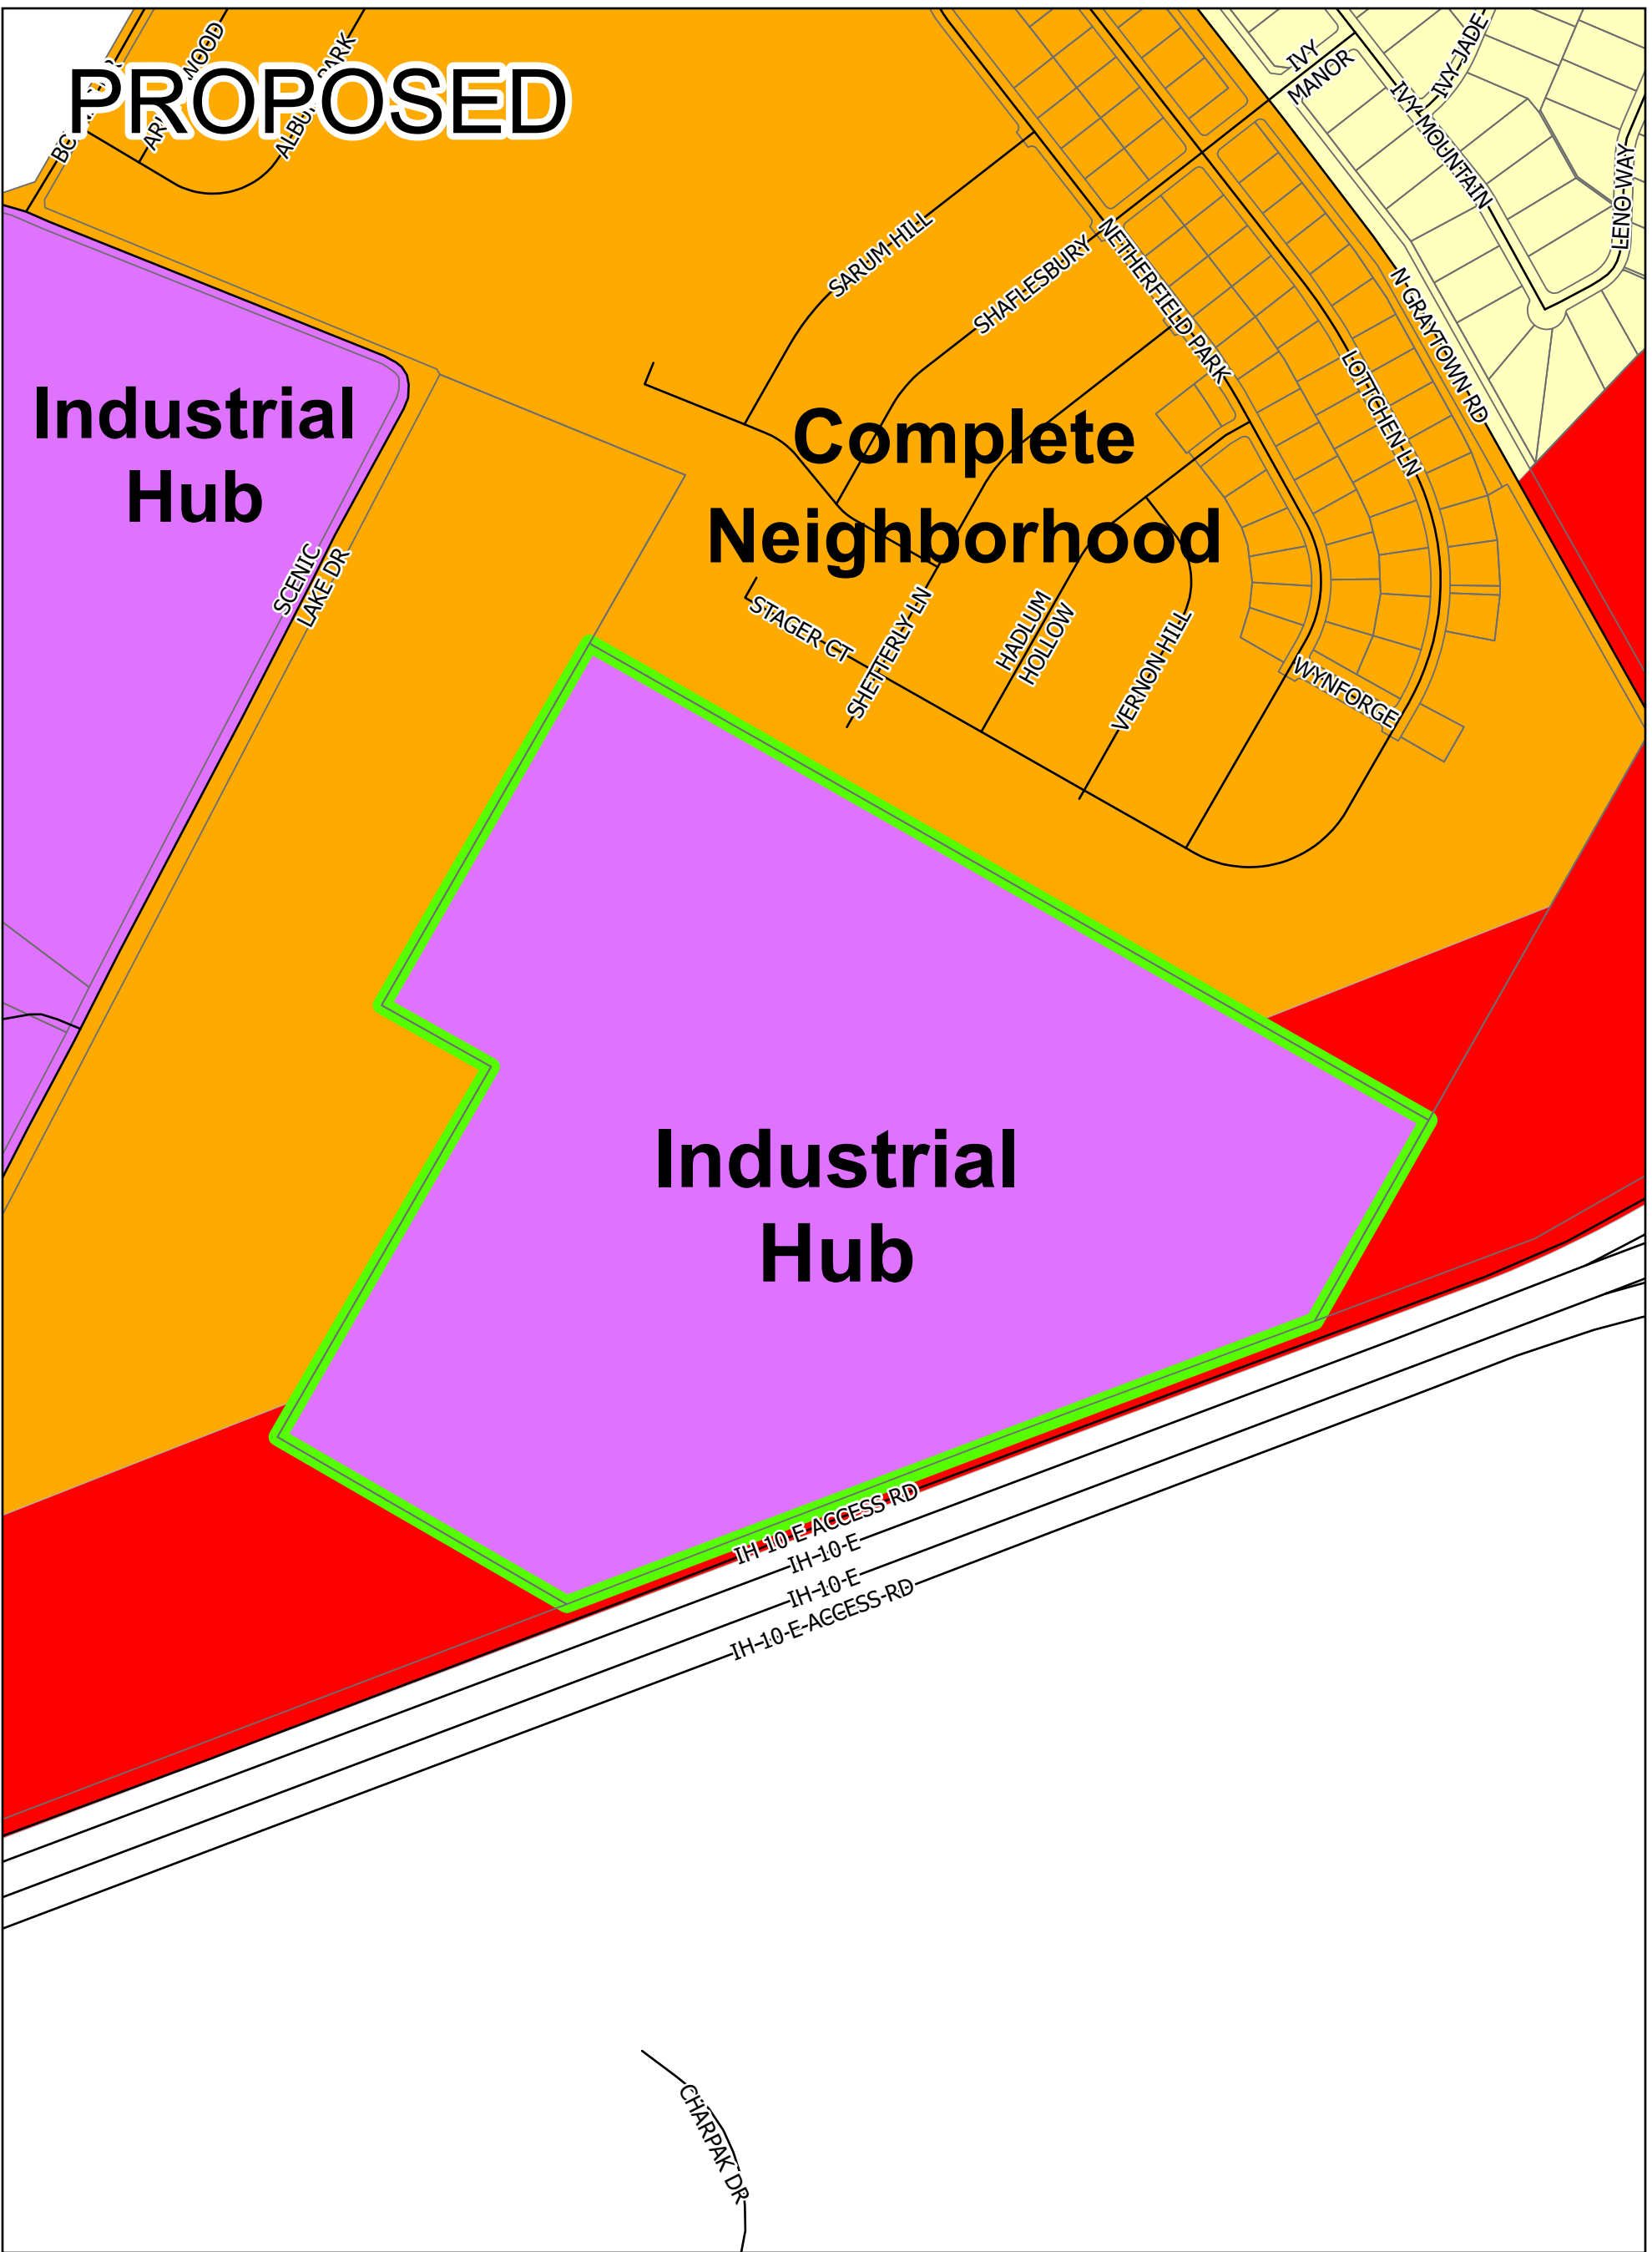 PROPOSED
IVY
MANOR
IVY JADE
IVY MOUNTAIN
LENO WAY
SARUM HILL
SHAFLESBURY
NETHERFIELD PARK
N GRAYTOWN RD
LOTTCHEN LN
Industrial
Hub
Complete
Neighborhood
SCENIC
LAKE DR
STAGER CT
SHETTERLY LN
HADLUM
HOLLOW
VERNON HILL
WYNFORGE
Industrial
Hub
IH 10 E ACCESS RD
IH 10 E
IH 10 E
IH 10 E ACCESS RD
CHARPAK DR